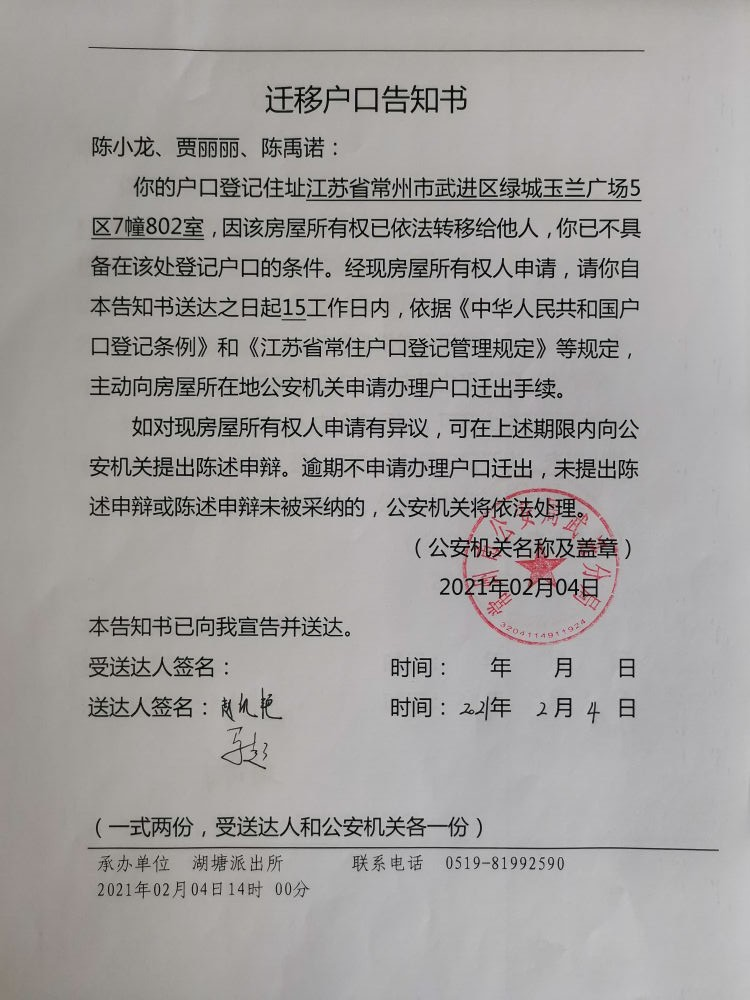 迁移户口告知书
陈小龙、贾丽丽、陈禹诺：
你的户口登记住址江苏省常州市武进区绿城玉兰广场5
区7幢802室，因该房屋所有权已依法转移给他人，你已不具
备在该处登记户口的条件。经现房屋所有权人申请，请你自
本告知书送达之日起15工作日内，依据《中华人民共和国户
口登记条例》和《江苏省常住户口登记管理规定》等规定，
主动向房屋所在地公安机关申请办理户口迁出手续。
如对现房屋所有权人申请有异议，可在上述期限内向公
安机关提出陈述申辩。逾期不申请办理户口迁出，未提出陈
述申辩或陈述申辩未被采纳的，公安机关将依法处理。
（公安机关名称及盖章）
2021年02月04日
常州市公安局武进分局
3204114911924
本告知书已向我宣告并送达。
受送达人签名： 时间： 年 月 日
送达人签名： 时间：2021年 2月 4日
（一式两份，受送达人和公安机关各一份）
承办单位 湖塘派出所 联系电话 0519-81992590
2021年02月04日14时 00分